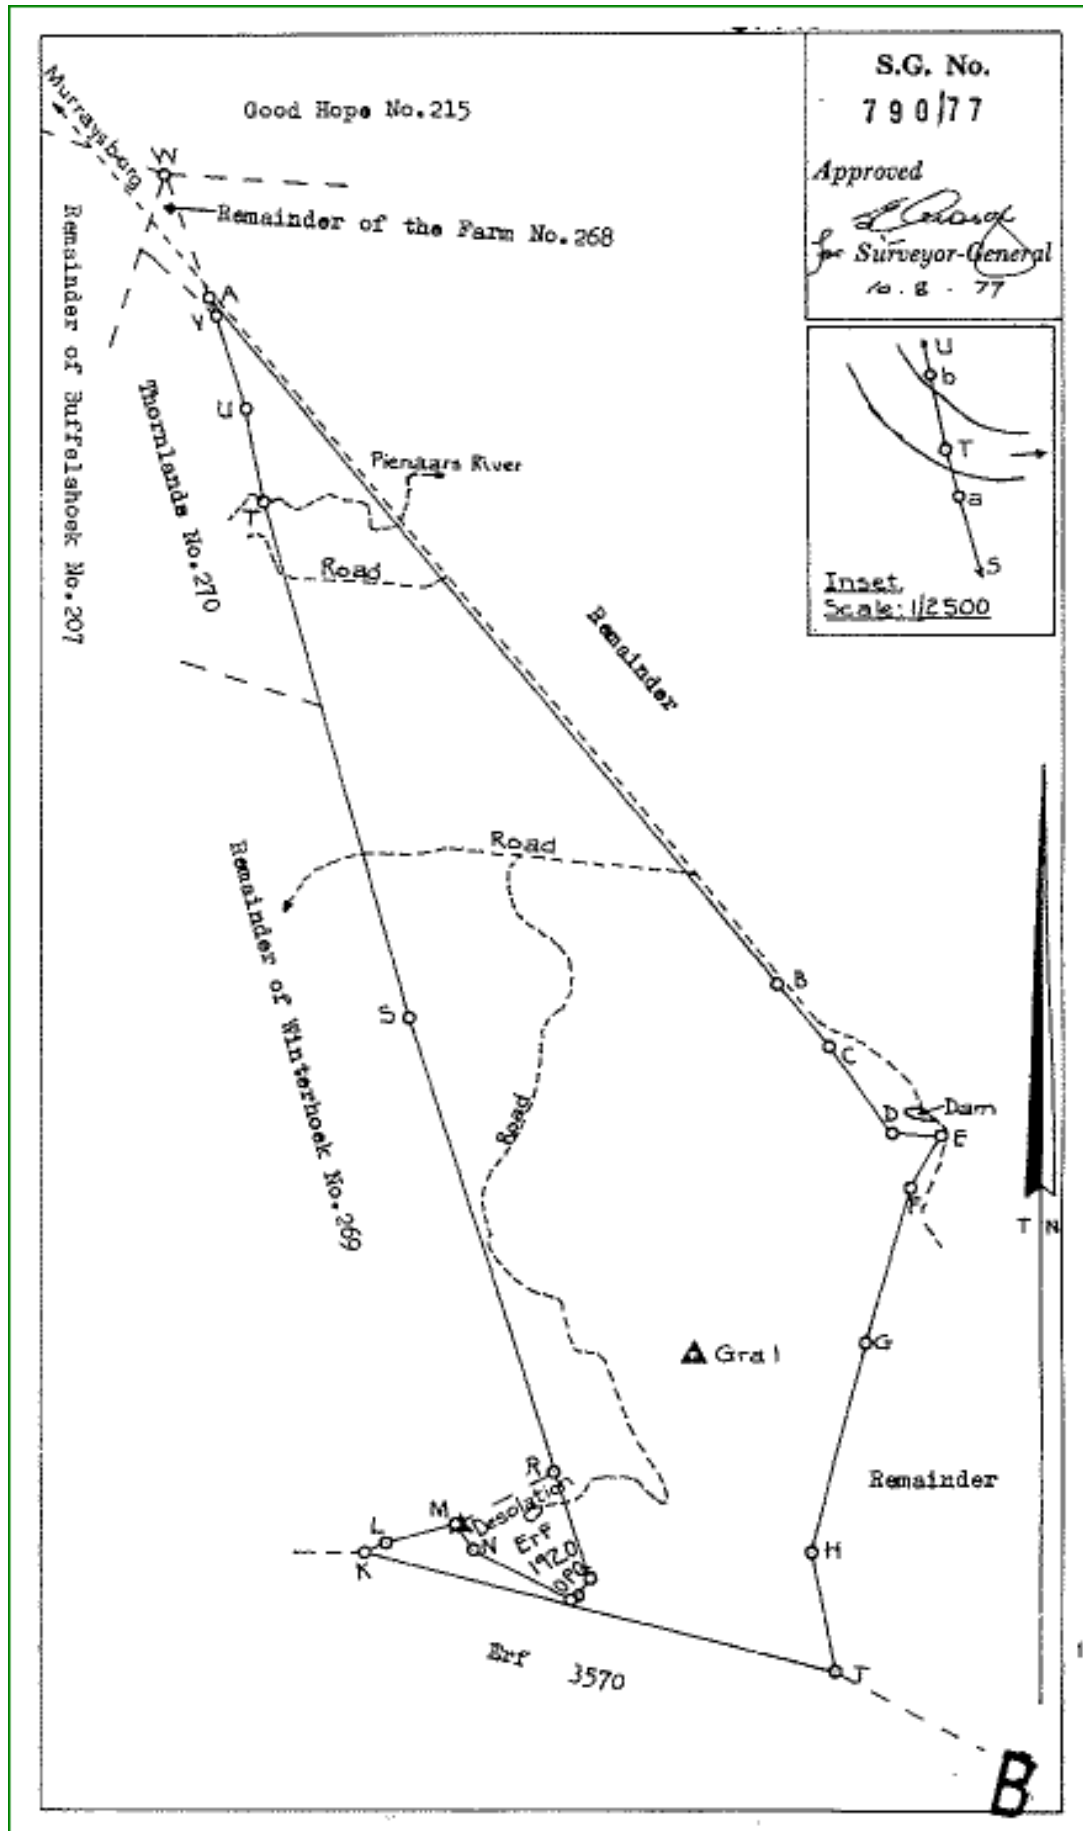 S.G. No.
790/77
Approved
for Surveyor-General
10.8.77
Murraysburg
Good Hope No.215
W
Remainder of the Farm No.268
Remainder of Buffelshoek No.207
A
V
U
Thornlands No.270
Pienaars River
T
Road
U
b
T
a
S
Inset
Scale: 1/2500
Remainder
Road
Remainder of Winterhoek No.269
B
S
C
D
Dam
E
Road
F
T N
G
Gral
R
Remainder
Desolation
M
L
N
Erf
1920
K
O P Q
H
Erf 3570
J
B